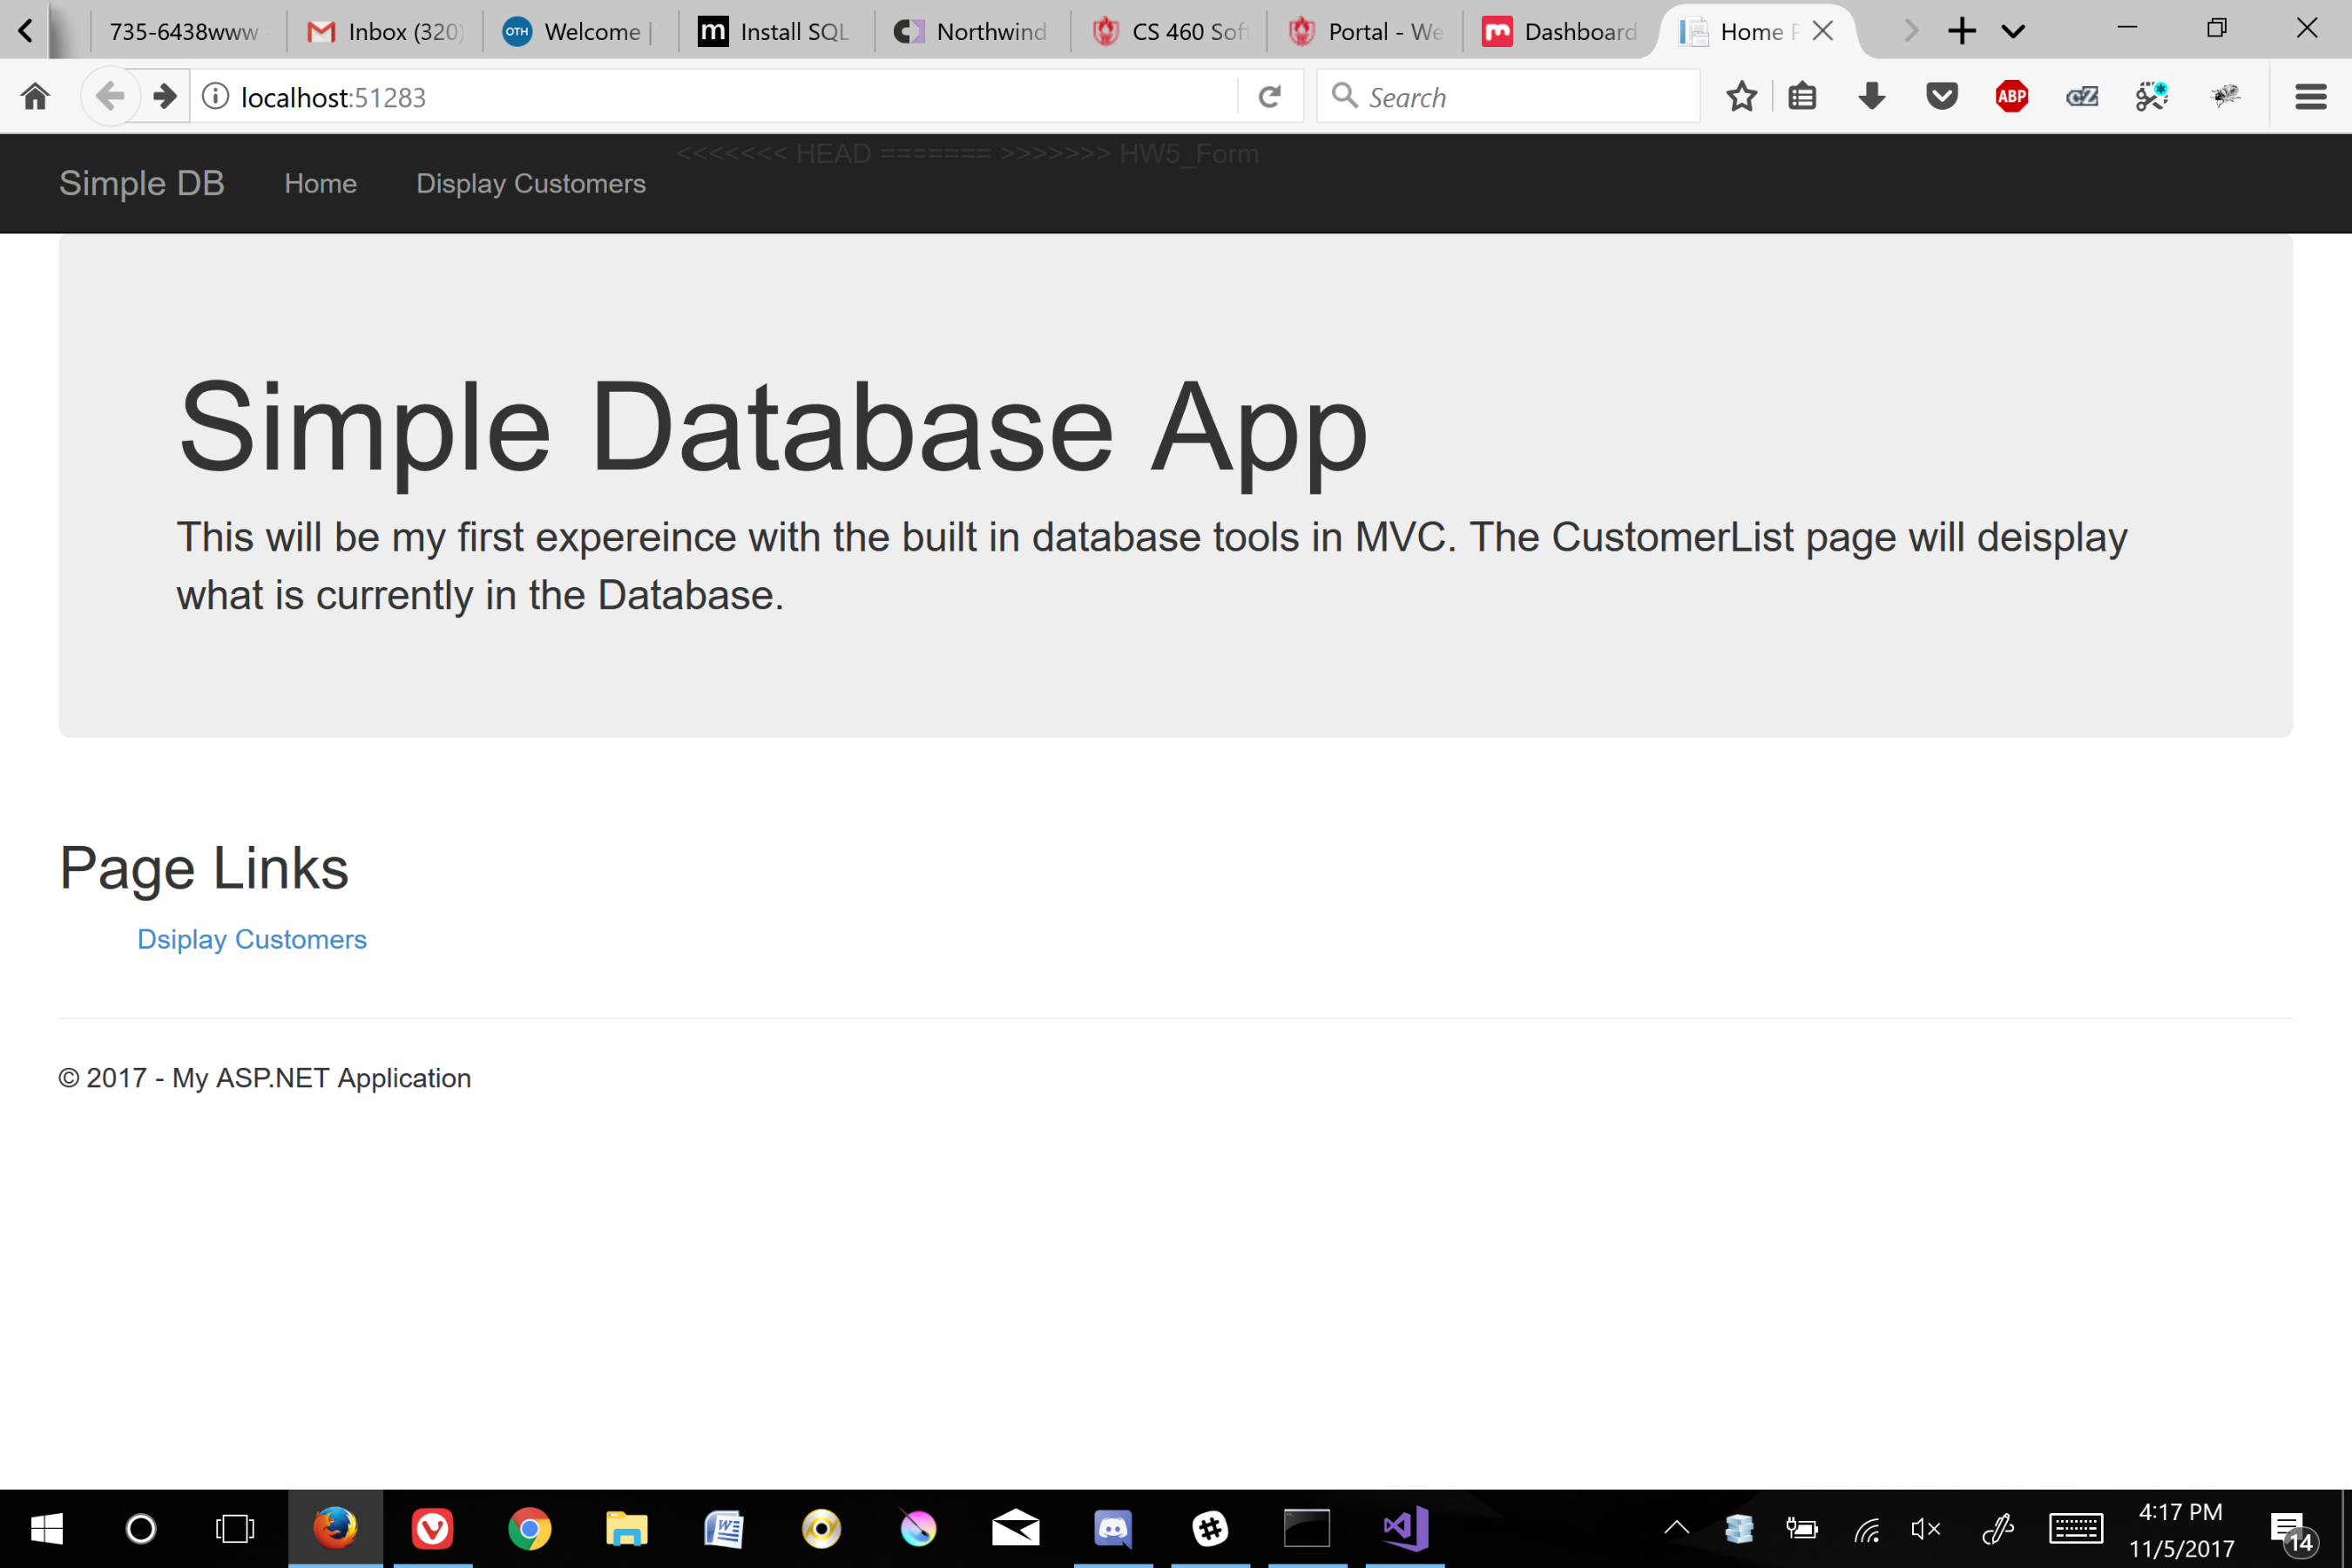 735-6438www
Inbox (320)
OTH
Welcome |
m
Install SQL
Northwind
CS 460 Sof
Portal - We
Dashboard
Home P
localhost:51283
Search
ABP
cZ
<<<<<<< HEAD ======= >>>>>>> HW5_Form
Simple DB
Home
Display Customers
Simple Database App
This will be my first expereince with the built in database tools in MVC. The CustomerList page will deisplay
what is currently in the Database.
Page Links
Dsiplay Customers
© 2017 - My ASP.NET Application
W
4:17 PM
11/5/2017
14